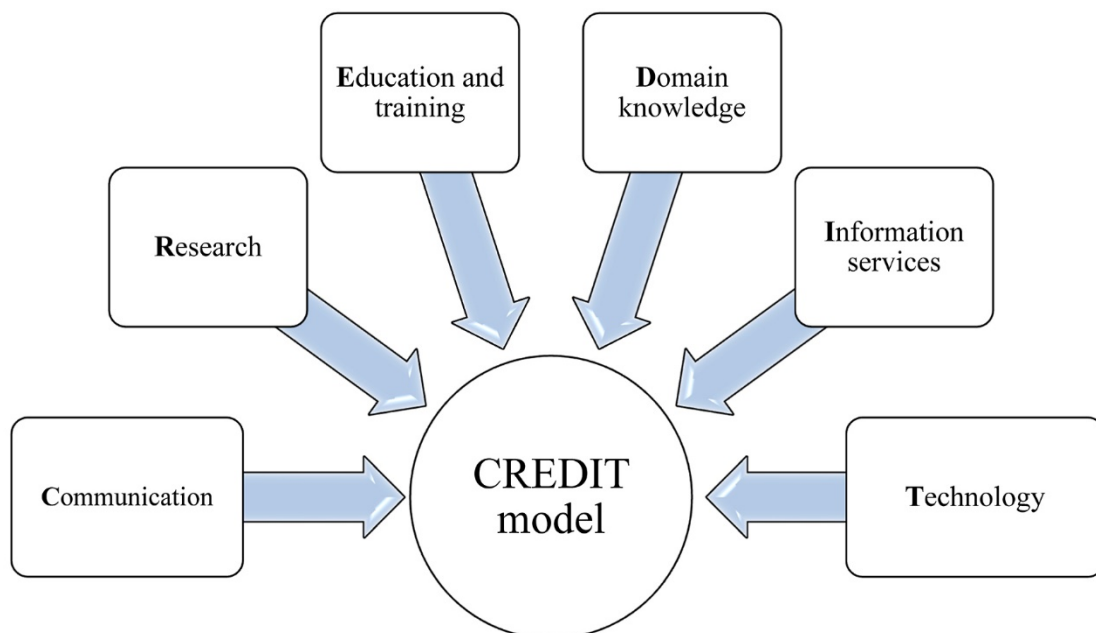 Education and
training
Domain
knowledge
Research
Information
services
Communication
CREDIT
model
Technology